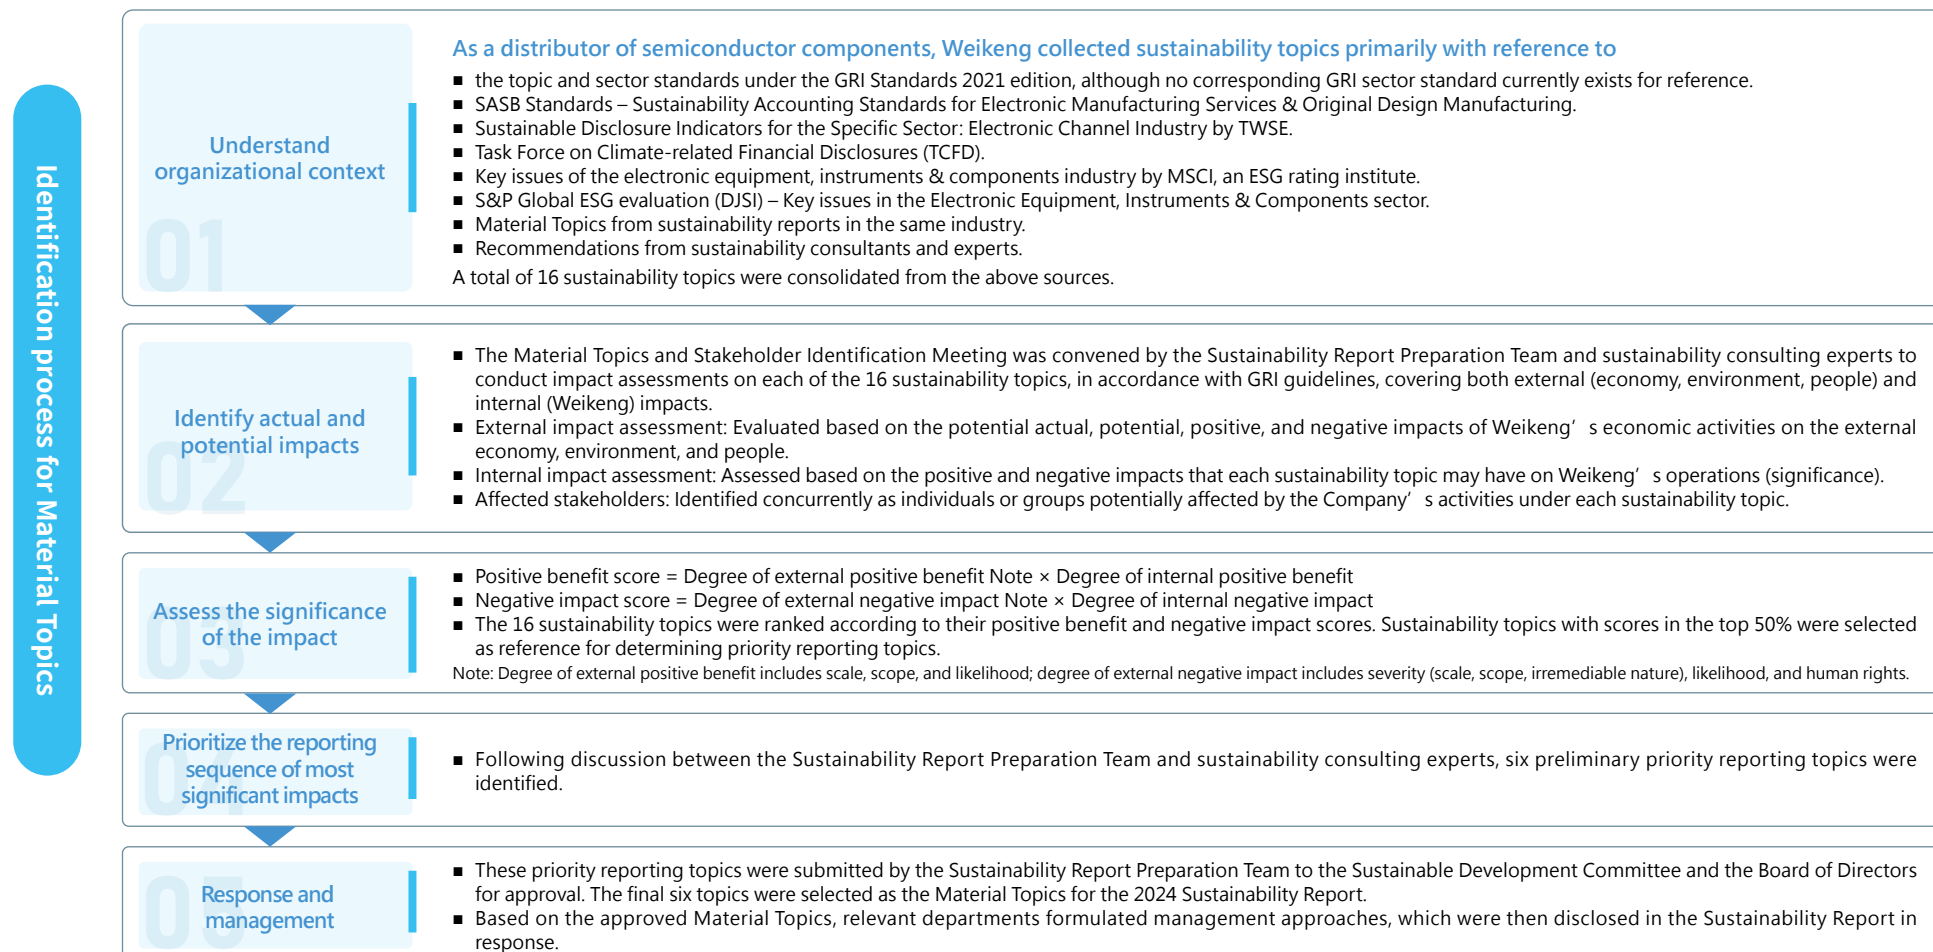 Identification process for Material Topics
01
Understand
organizational context
As a distributor of semiconductor components, Weikeng collected sustainability topics primarily with reference to
■ the topic and sector standards under the GRI Standards 2021 edition, although no corresponding GRI sector standard currently exists for reference.
■ SASB Standards – Sustainability Accounting Standards for Electronic Manufacturing Services & Original Design Manufacturing.
■ Sustainable Disclosure Indicators for the Specific Sector: Electronic Channel Industry by TWSE.
■ Task Force on Climate-related Financial Disclosures (TCFD).
■ Key issues of the electronic equipment, instruments & components industry by MSCI, an ESG rating institute.
■ S&P Global ESG evaluation (DJSI) – Key issues in the Electronic Equipment, Instruments & Components sector.
■ Material Topics from sustainability reports in the same industry.
■ Recommendations from sustainability consultants and experts.
A total of 16 sustainability topics were consolidated from the above sources.
02
Identify actual and
potential impacts
■ The Material Topics and Stakeholder Identification Meeting was convened by the Sustainability Report Preparation Team and sustainability consulting experts to
conduct impact assessments on each of the 16 sustainability topics, in accordance with GRI guidelines, covering both external (economy, environment, people) and
internal (Weikeng) impacts.
■ External impact assessment: Evaluated based on the potential actual, potential, positive, and negative impacts of Weikeng’ s economic activities on the external
economy, environment, and people.
■ Internal impact assessment: Assessed based on the positive and negative impacts that each sustainability topic may have on Weikeng’ s operations (significance).
■ Affected stakeholders: Identified concurrently as individuals or groups potentially affected by the Company’ s activities under each sustainability topic.
03
Assess the significance
of the impact
■ Positive benefit score = Degree of external positive benefit Note × Degree of internal positive benefit
■ Negative impact score = Degree of external negative impact Note × Degree of internal negative impact
■ The 16 sustainability topics were ranked according to their positive benefit and negative impact scores. Sustainability topics with scores in the top 50% were selected
as reference for determining priority reporting topics.
Note: Degree of external positive benefit includes scale, scope, and likelihood; degree of external negative impact includes severity (scale, scope, irremediable nature), likelihood, and human rights.
04
Prioritize the reporting
sequence of most
significant impacts
■ Following discussion between the Sustainability Report Preparation Team and sustainability consulting experts, six preliminary priority reporting topics were
identified.
05
Response and
management
■ These priority reporting topics were submitted by the Sustainability Report Preparation Team to the Sustainable Development Committee and the Board of Directors
for approval. The final six topics were selected as the Material Topics for the 2024 Sustainability Report.
■ Based on the approved Material Topics, relevant departments formulated management approaches, which were then disclosed in the Sustainability Report in
response.